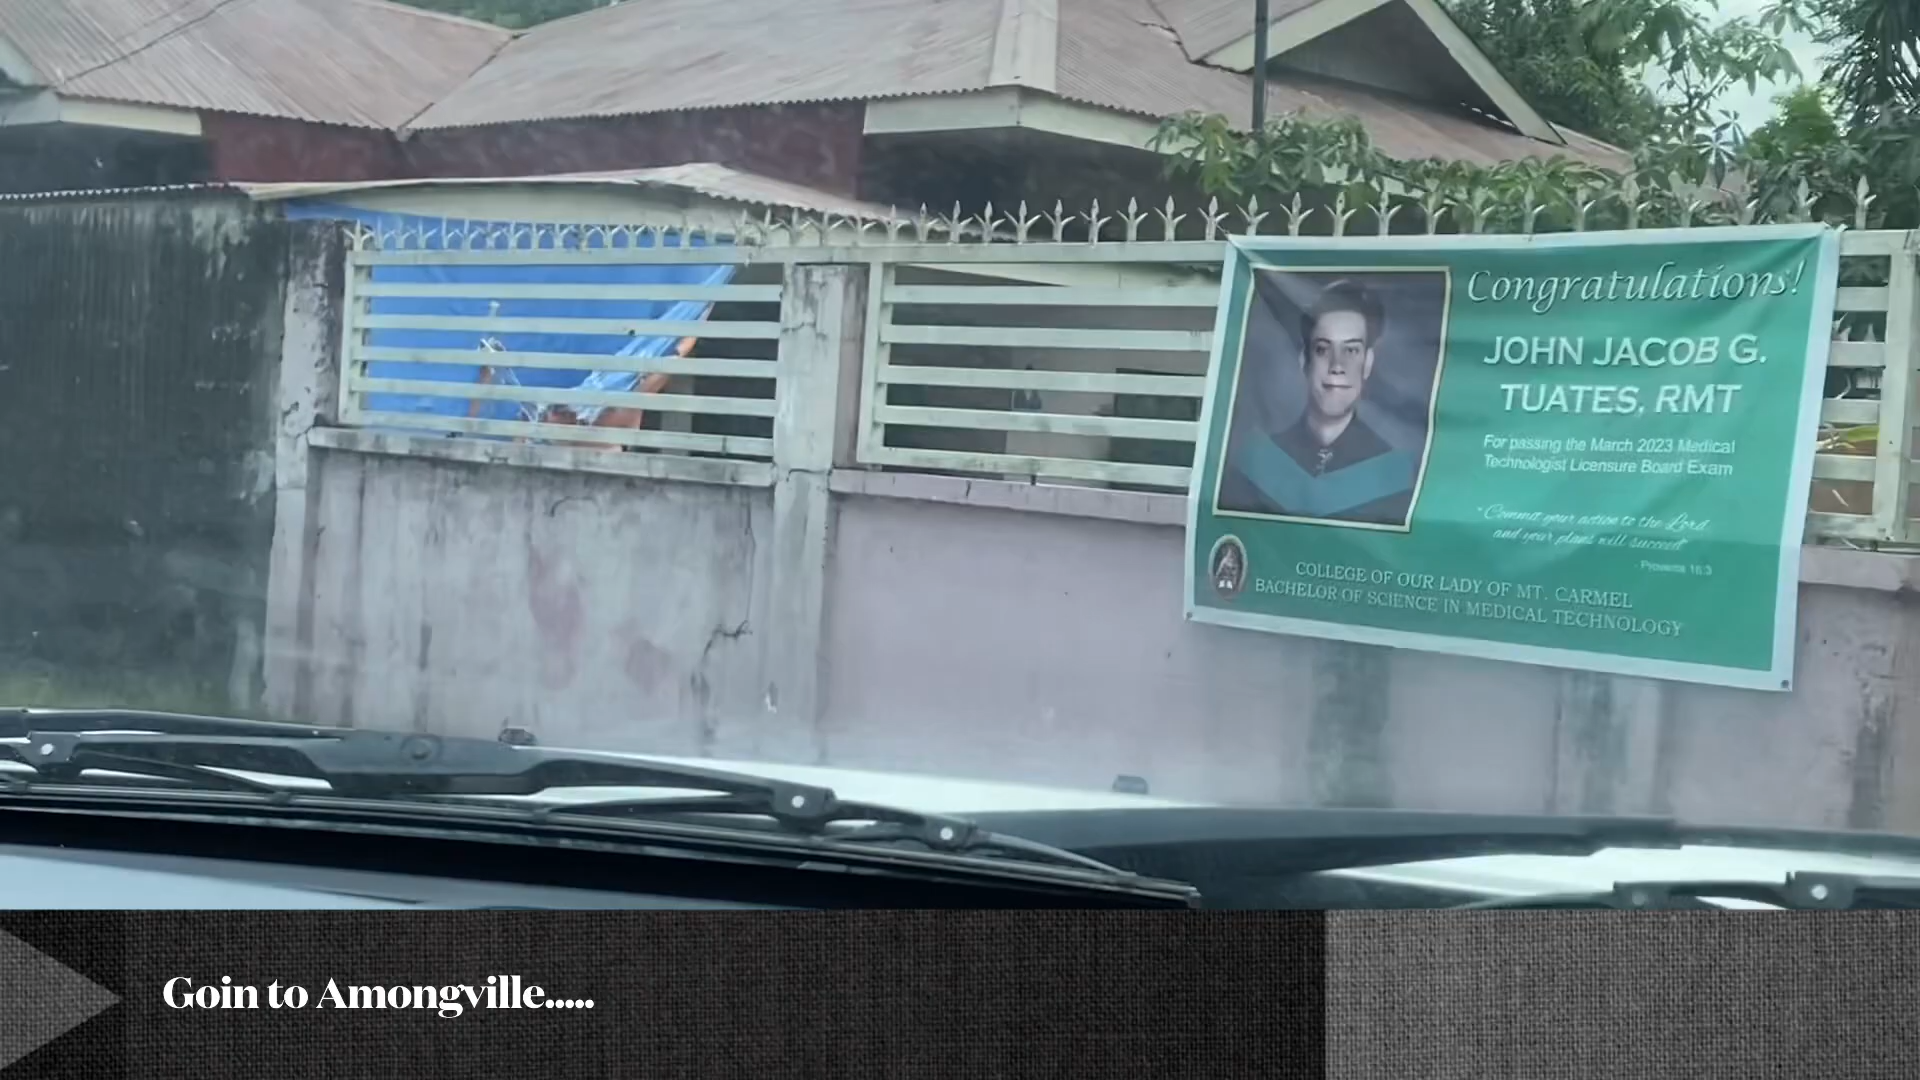 Congratulations!
JOHN JACOB G.
TUATES, RMT
For passing the March 2023 Medical
Technologist Licensure Board Exam
"Commit your action to the Lord
and your plans will succeed"
- Proverbs 16:3
COLLEGE OF OUR LADY OF MT. CARMEL
BACHELOR OF SCIENCE IN MEDICAL TECHNOLOGY
Goin to Amongville.....